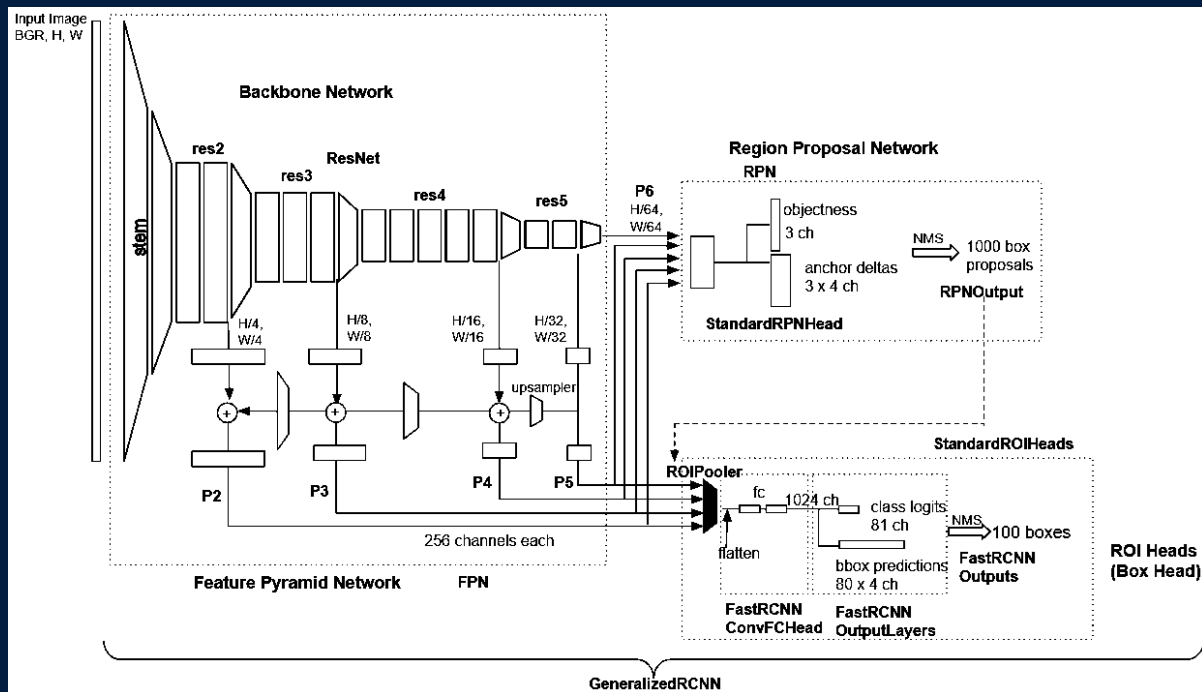 Input Image
BGR, H, W
Backbone Network
res2
ResNet
res3
res4
res5
stem
Region Proposal Network
RPN
P6
H/64,
W/64
objectness
3 ch
anchor deltas
3 x 4 ch
NMS
1000 box
proposals
RPNOutput
StandardRPNHead
H/4,
W/4
H/8,
W/8
H/16,
W/16
H/32,
W/32
upsampler
+
+
+
P2
P3
P4
P5
256 channels each
Feature Pyramid Network
FPN
StandardROIHeads
ROIPooler
fc
1024 ch
class logits
81 ch
flatten
bbox predictions
80 x 4 ch
NMS
100 boxes
FastRCNN
Outputs
FastRCNN
ConvFCHead
FastRCNN
OutputLayers
ROI Heads
(Box Head)
GeneralizedRCNN